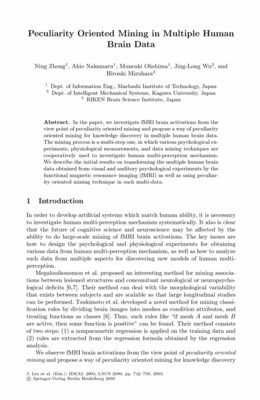 Peculiarity Oriented Mining in Multiple Human
Brain Data
Ning Zhong1, Akio Nakamaru1, Muneaki Ohshima1, Jing-Long Wu2, and
Hiroaki Mizuhara3
1 Dept. of Information Eng., Maebashi Institute of Technology, Japan
2 Dept. of Intelligent Mechanical Systems, Kagawa University, Japan
3 RIKEN Brain Science Institute, Japan
Abstract. In the paper, we investigate fMRI brain activations from the
view point of peculiarity oriented mining and propose a way of peculiarity
oriented mining for knowledge discovery in multiple human brain data.
The mining process is a multi-step one, in which various psychological ex-
periments, physiological measurements, and data mining techniques are
cooperatively used to investigate human multi-perception mechanism.
We describe the initial results on transforming the multiple human brain
data obtained from visual and auditory psychological experiments by the
functional magnetic resonance imaging (fMRI) as well as using peculiar-
ity oriented mining technique in such multi-data.
1 Introduction
In order to develop artificial systems which match human ability, it is necessary
to investigate human multi-perception mechanism systematically. It also is clear
that the future of cognitive science and neuroscience may be affected by the
ability to do large-scale mining of fMRI brain activations. The key issues are
how to design the psychological and physiological experiments for obtaining
various data from human multi-perception mechanism, as well as how to analyze
such data from multiple aspects for discovering new models of human multi-
perception.
Megalooikonomou et al. proposed an interesting method for mining associa-
tions between lesioned structures and concomitant neurological or neuropsycho-
logical deficits [6,7]. Their method can deal with the morphological variability
that exists between subjects and are scalable so that large longitudinal studies
can be performed. Tsukimoto et al. developed a novel method for mining classi-
fication rules by dividing brain images into meshes as condition attributes, and
treating functions as classes [8]. Thus, such rules like "if mesh A and mesh B
are active, then some function is positive" can be found. Their method consists
of two steps: (1) a nonparametric regression is applied on the training data and
(2) rules are extracted from the regression formula obtained by the regression
analysis.
We observe fMRI brain activations from the view point of peculiarity oriented
mining and propose a way of peculiarity oriented mining for knowledge discovery
J. Liu et al. (Eds.): IDEAL 2003, LNCS 2690, pp. 742–750, 2003.
© Springer-Verlag Berlin Heidelberg 2003